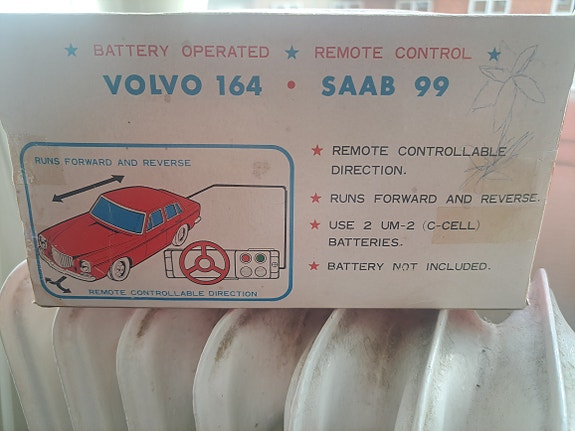 ★ BATTERY OPERATED ★ REMOTE CONTROL ★
VOLVO 164 • SAAB 99
RUNS FORWARD AND REVERSE
REMOTE CONTROLLABLE DIRECTION
★ REMOTE CONTROLLABLE
DIRECTION.
★ RUNS FORWARD AND REVERSE.
★ USE 2 UM-2 (C-CELL)
BATTERIES.
★ BATTERY NOT INCLUDED.